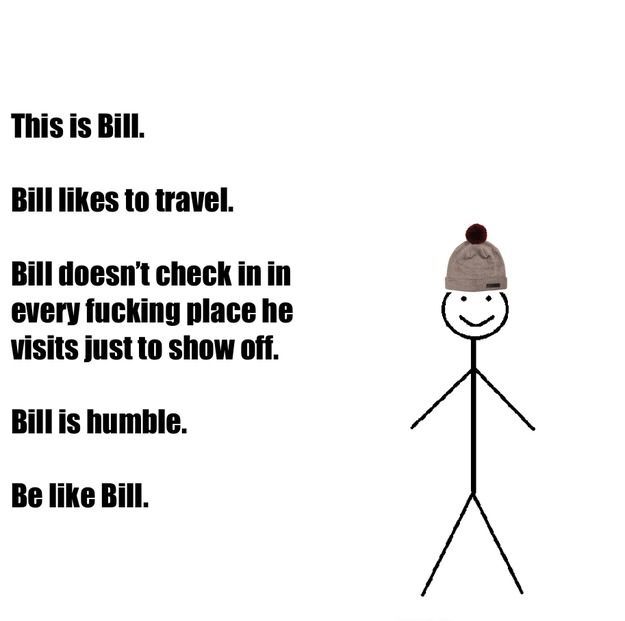 This is Bill.
Bill likes to travel.
Bill doesn't check in in
every fucking place he
visits just to show off.
Bill is humble.
Be like Bill.